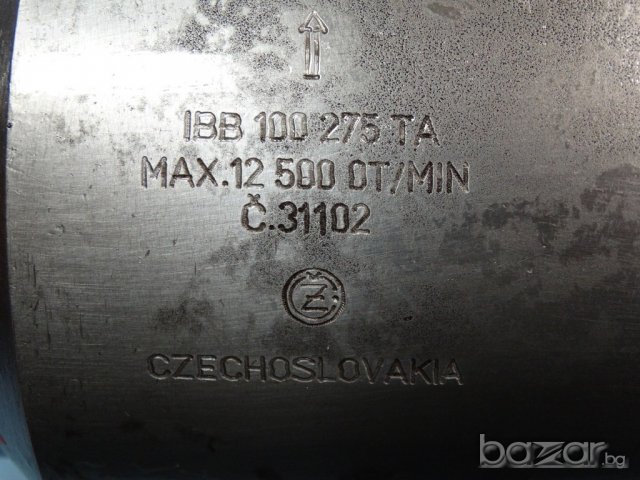 IBB 100 275 TA
MAX.12 500 OT/MIN
Č.31102
CZECHOSLOVAKIA
bazar.bg